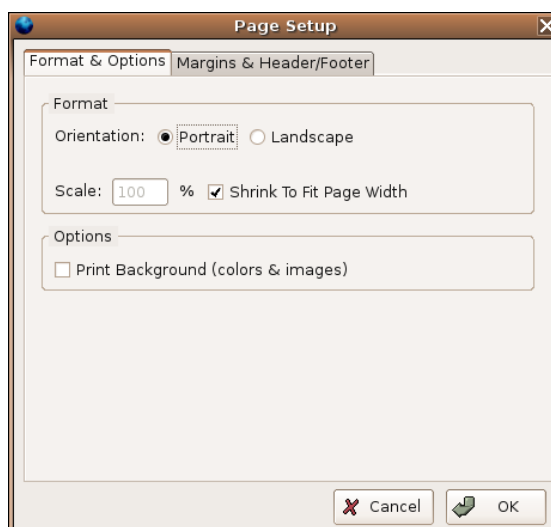 Page Setup
Format & Options Margins & Header/Footer
Format
Orientation: Portrait Landscape
Scale: 100 % Shrink To Fit Page Width
Options
Print Background (colors & images)
Cancel OK